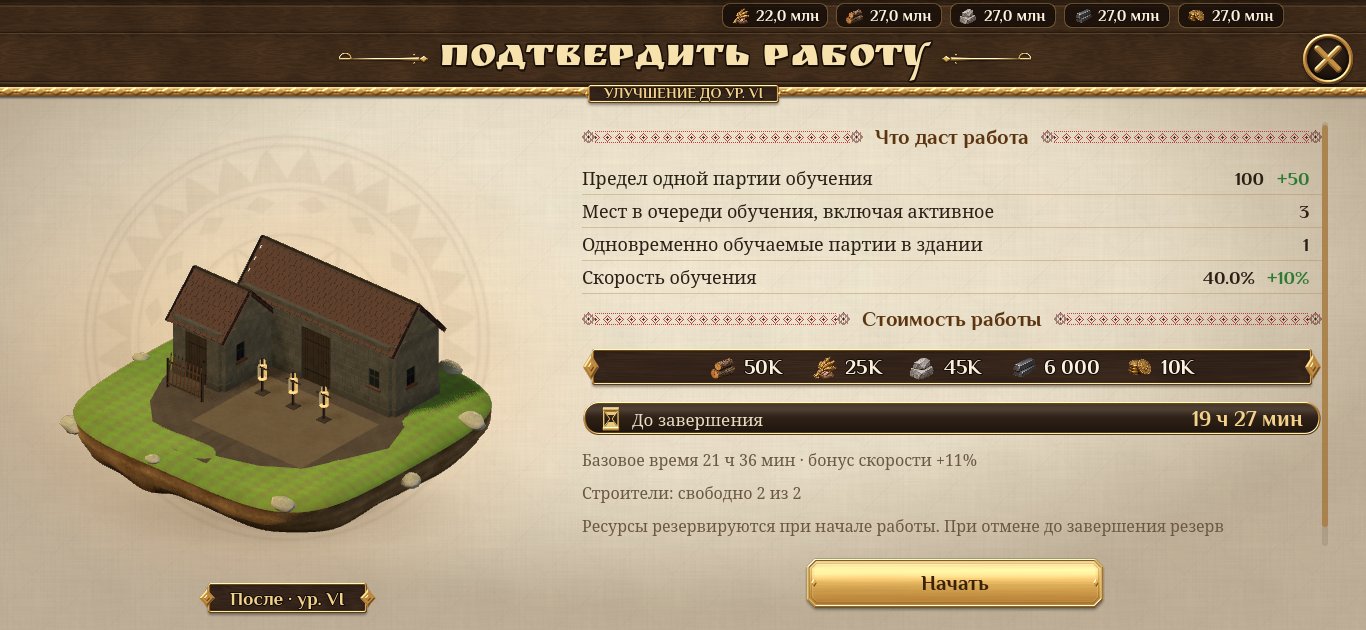 22,0 млн 27,0 млн 27,0 млн 27,0 млн 27,0 млн
ПОДТВЕРДИТЬ РАБОТУ
УЛУЧШЕНИЕ ДО УР. VI
Что даст работа
Предел одной партии обучения 100 +50
Мест в очереди обучения, включая активное 3
Одновременно обучаемые партии в здании 1
Скорость обучения 40.0% +10%
Стоимость работы
50K 25K 45K 6 000 10K
До завершения 19 ч 27 мин
Базовое время 21 ч 36 мин · бонус скорости +11%
Строители: свободно 2 из 2
Ресурсы резервируются при начале работы. При отмене до завершения резерв
Начать
После · ур. VI